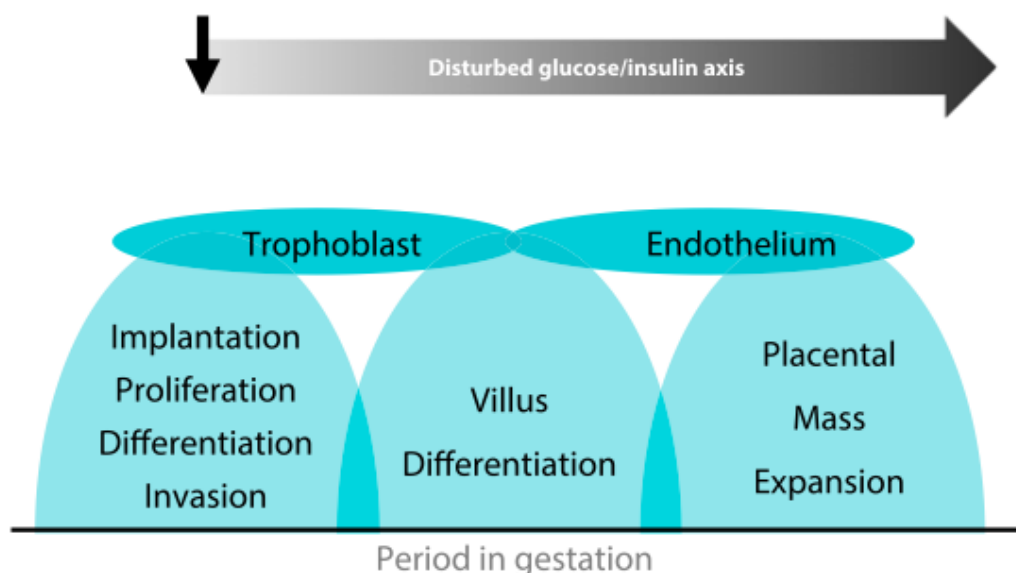 Disturbed glucose/insulin axis
Trophoblast
Endothelium
Implantation
Proliferation
Differentiation
Invasion
Villus
Differentiation
Placental
Mass
Expansion
Period in gestation